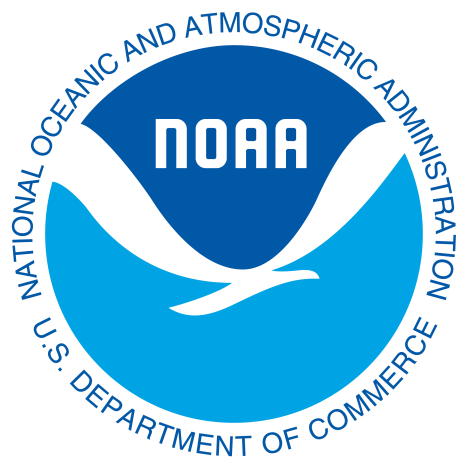 NATIONAL OCEANIC AND ATMOSPHERIC ADMINISTRATION
NOAA
U.S. DEPARTMENT OF COMMERCE